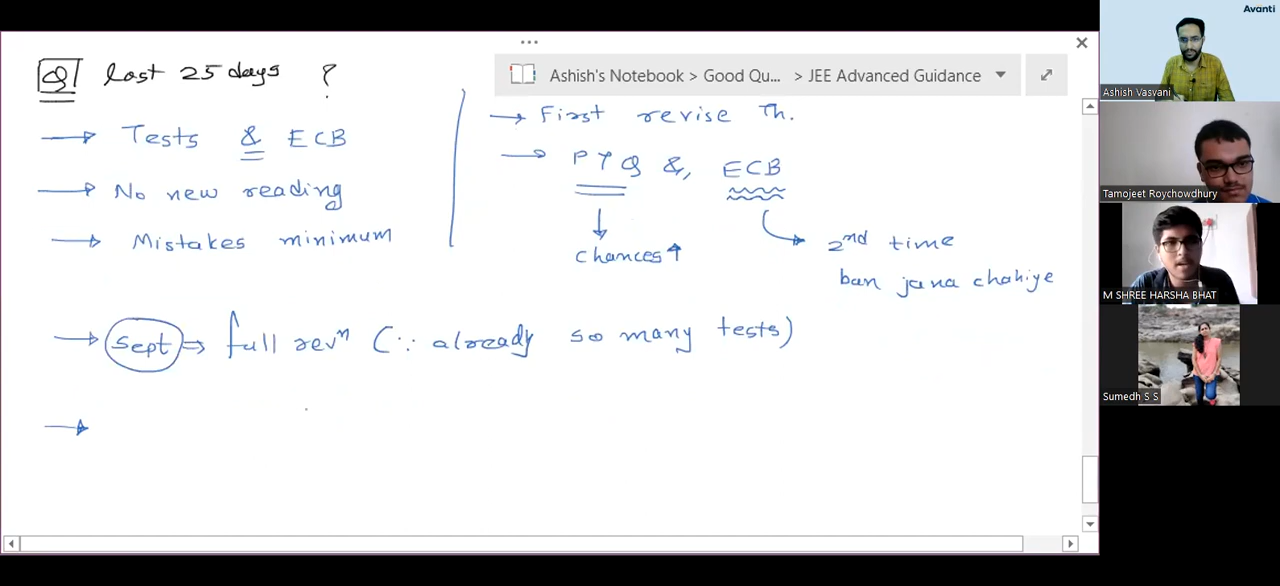 Avanti
Q1 last 25 days ?
Ashish's Notebook > Good Qu... > JEE Advanced Guidance
→ Tests & ECB
→ No new reading
→ Mistakes minimum
→ First revise Th.
→ PYQ & ECB
chances ↑
2nd time
ban jana chahiye
→ Sept ⇒ full revn (∵ already so many tests)
→
Ashish Vasvani
Tamojeet Roychowdhury
M SHREE HARSHA BHAT
Sumedh S S